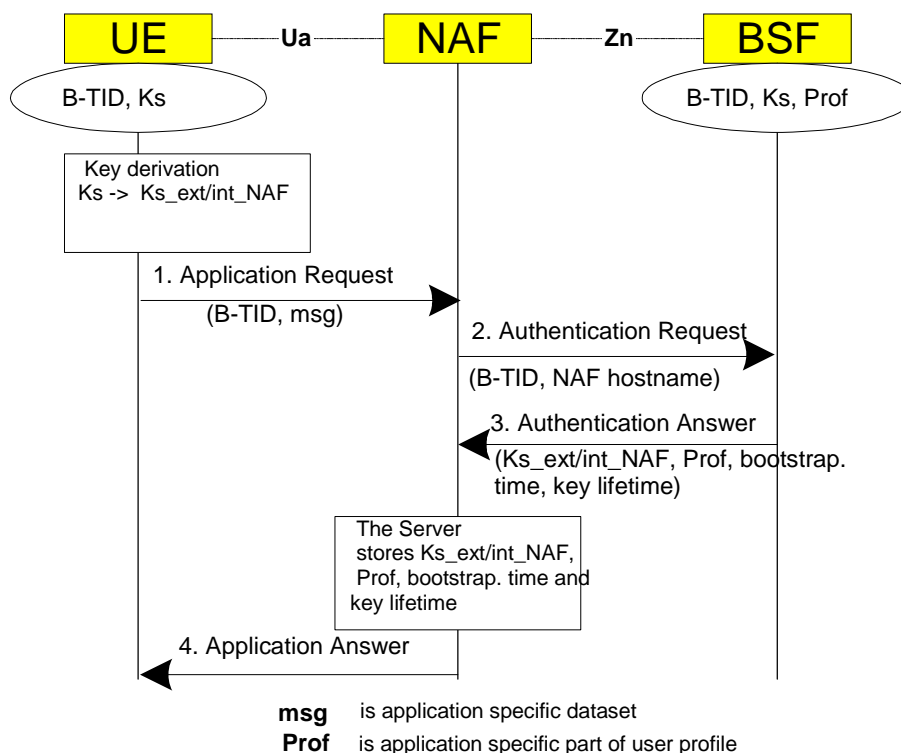 UE Ua NAF Zn BSF
B-TID, Ks
B-TID, Ks, Prof
Key derivation
Ks -> Ks_ext/int_NAF
1. Application Request
(B-TID, msg)
2. Authentication Request
(B-TID, NAF hostname)
3. Authentication Answer
(Ks_ext/int_NAF, Prof, bootstrap.
time, key lifetime)
The Server
stores Ks_ext/int_NAF,
Prof, bootstrap. time and
key lifetime
4. Application Answer
msg is application specific dataset
Prof is application specific part of user profile